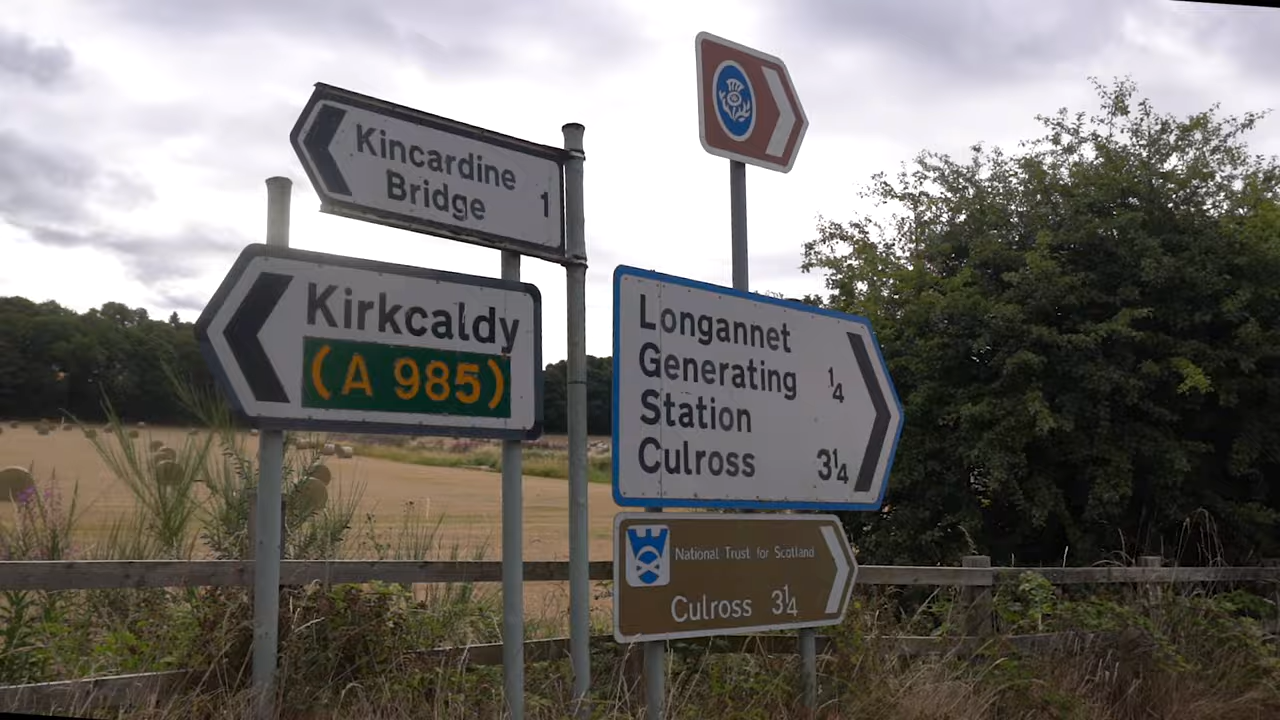 Kincardine
Bridge 1
Kirkcaldy
(A 985)
Longannet
Generating ¼
Station
Culross 3¼
National Trust for Scotland
Culross 3¼